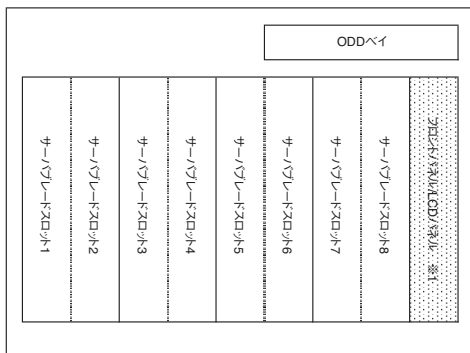 ODDベイ
サーバブレードスロット1
サーバブレードスロット2
サーバブレードスロット3
サーバブレードスロット4
サーバブレードスロット5
サーバブレードスロット6
サーバブレードスロット7
サーバブレードスロット8
フロントパネル/LCDパネル ※1